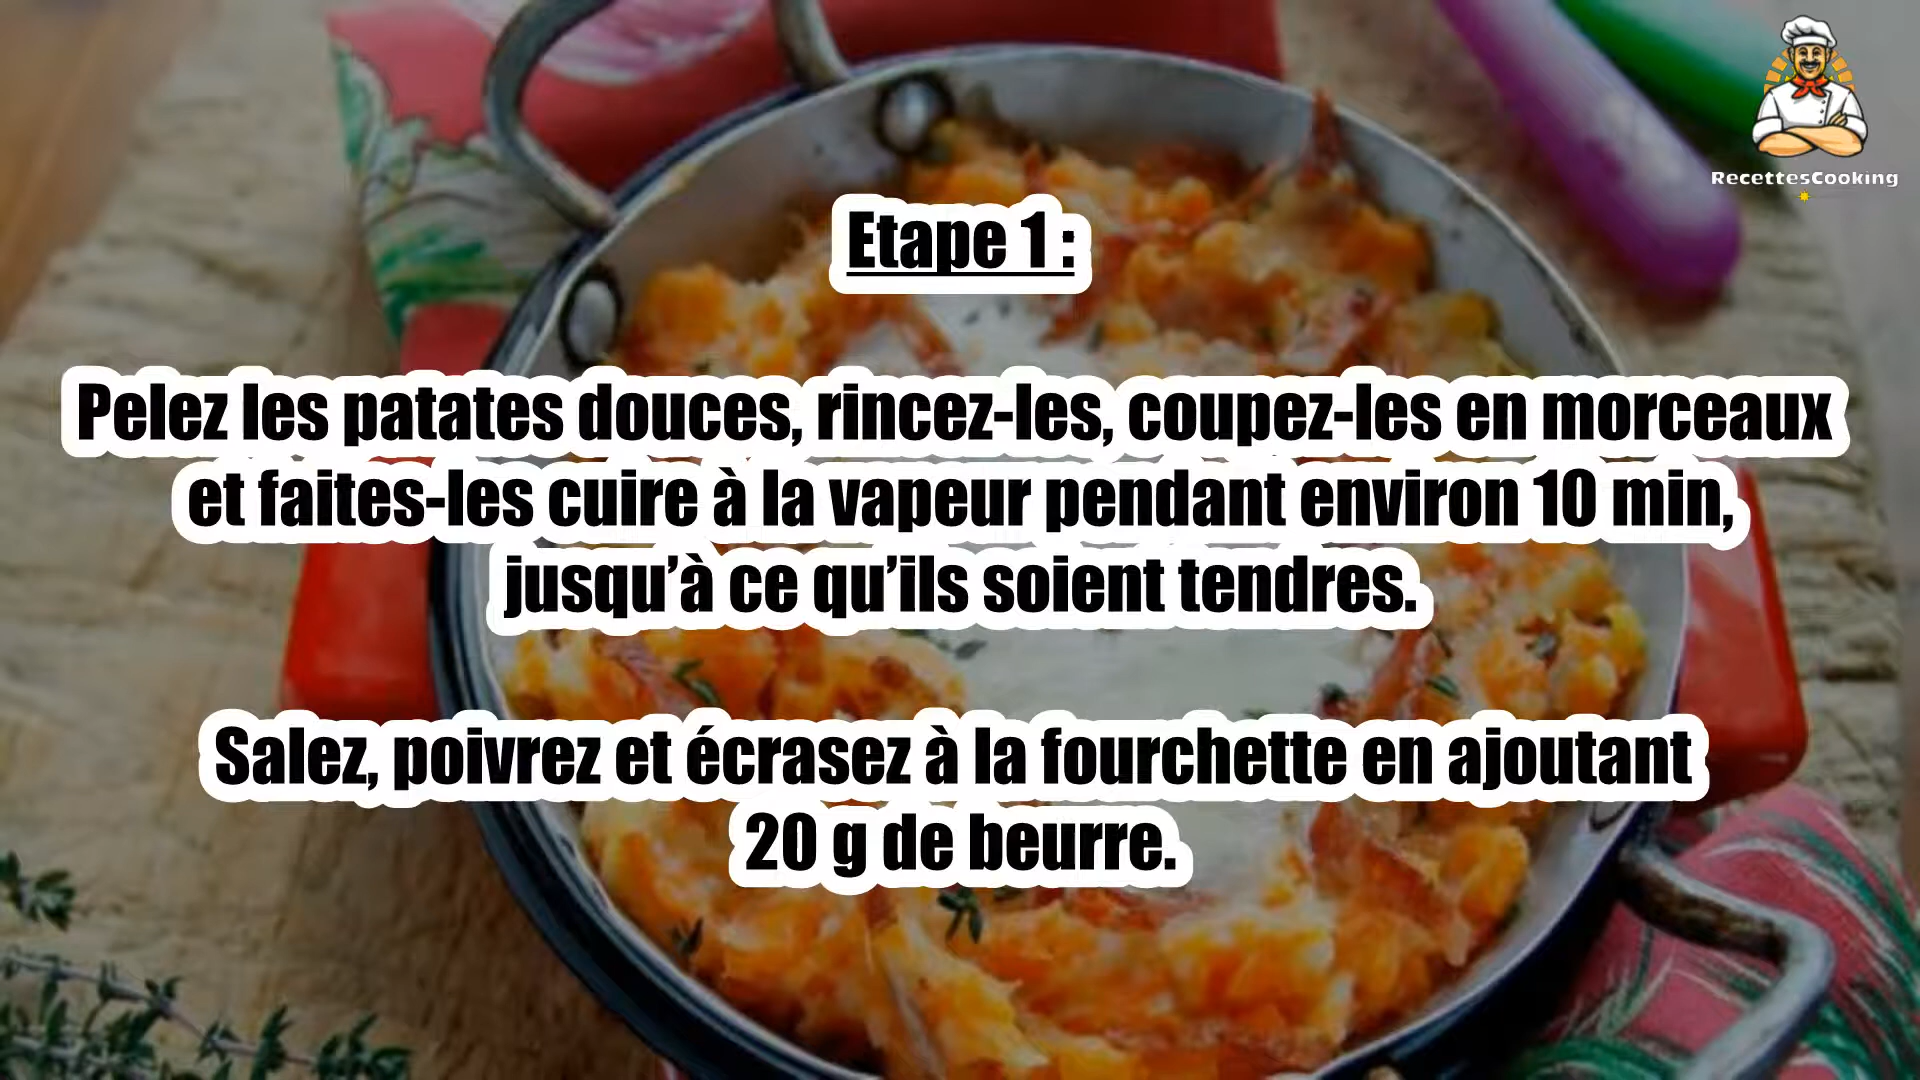 RecettesCooking
Etape 1 :
Pelez les patates douces, rincez-les, coupez-les en morceaux
et faites-les cuire à la vapeur pendant environ 10 min,
jusqu’à ce qu’ils soient tendres.
Salez, poivrez et écrasez à la fourchette en ajoutant
20 g de beurre.